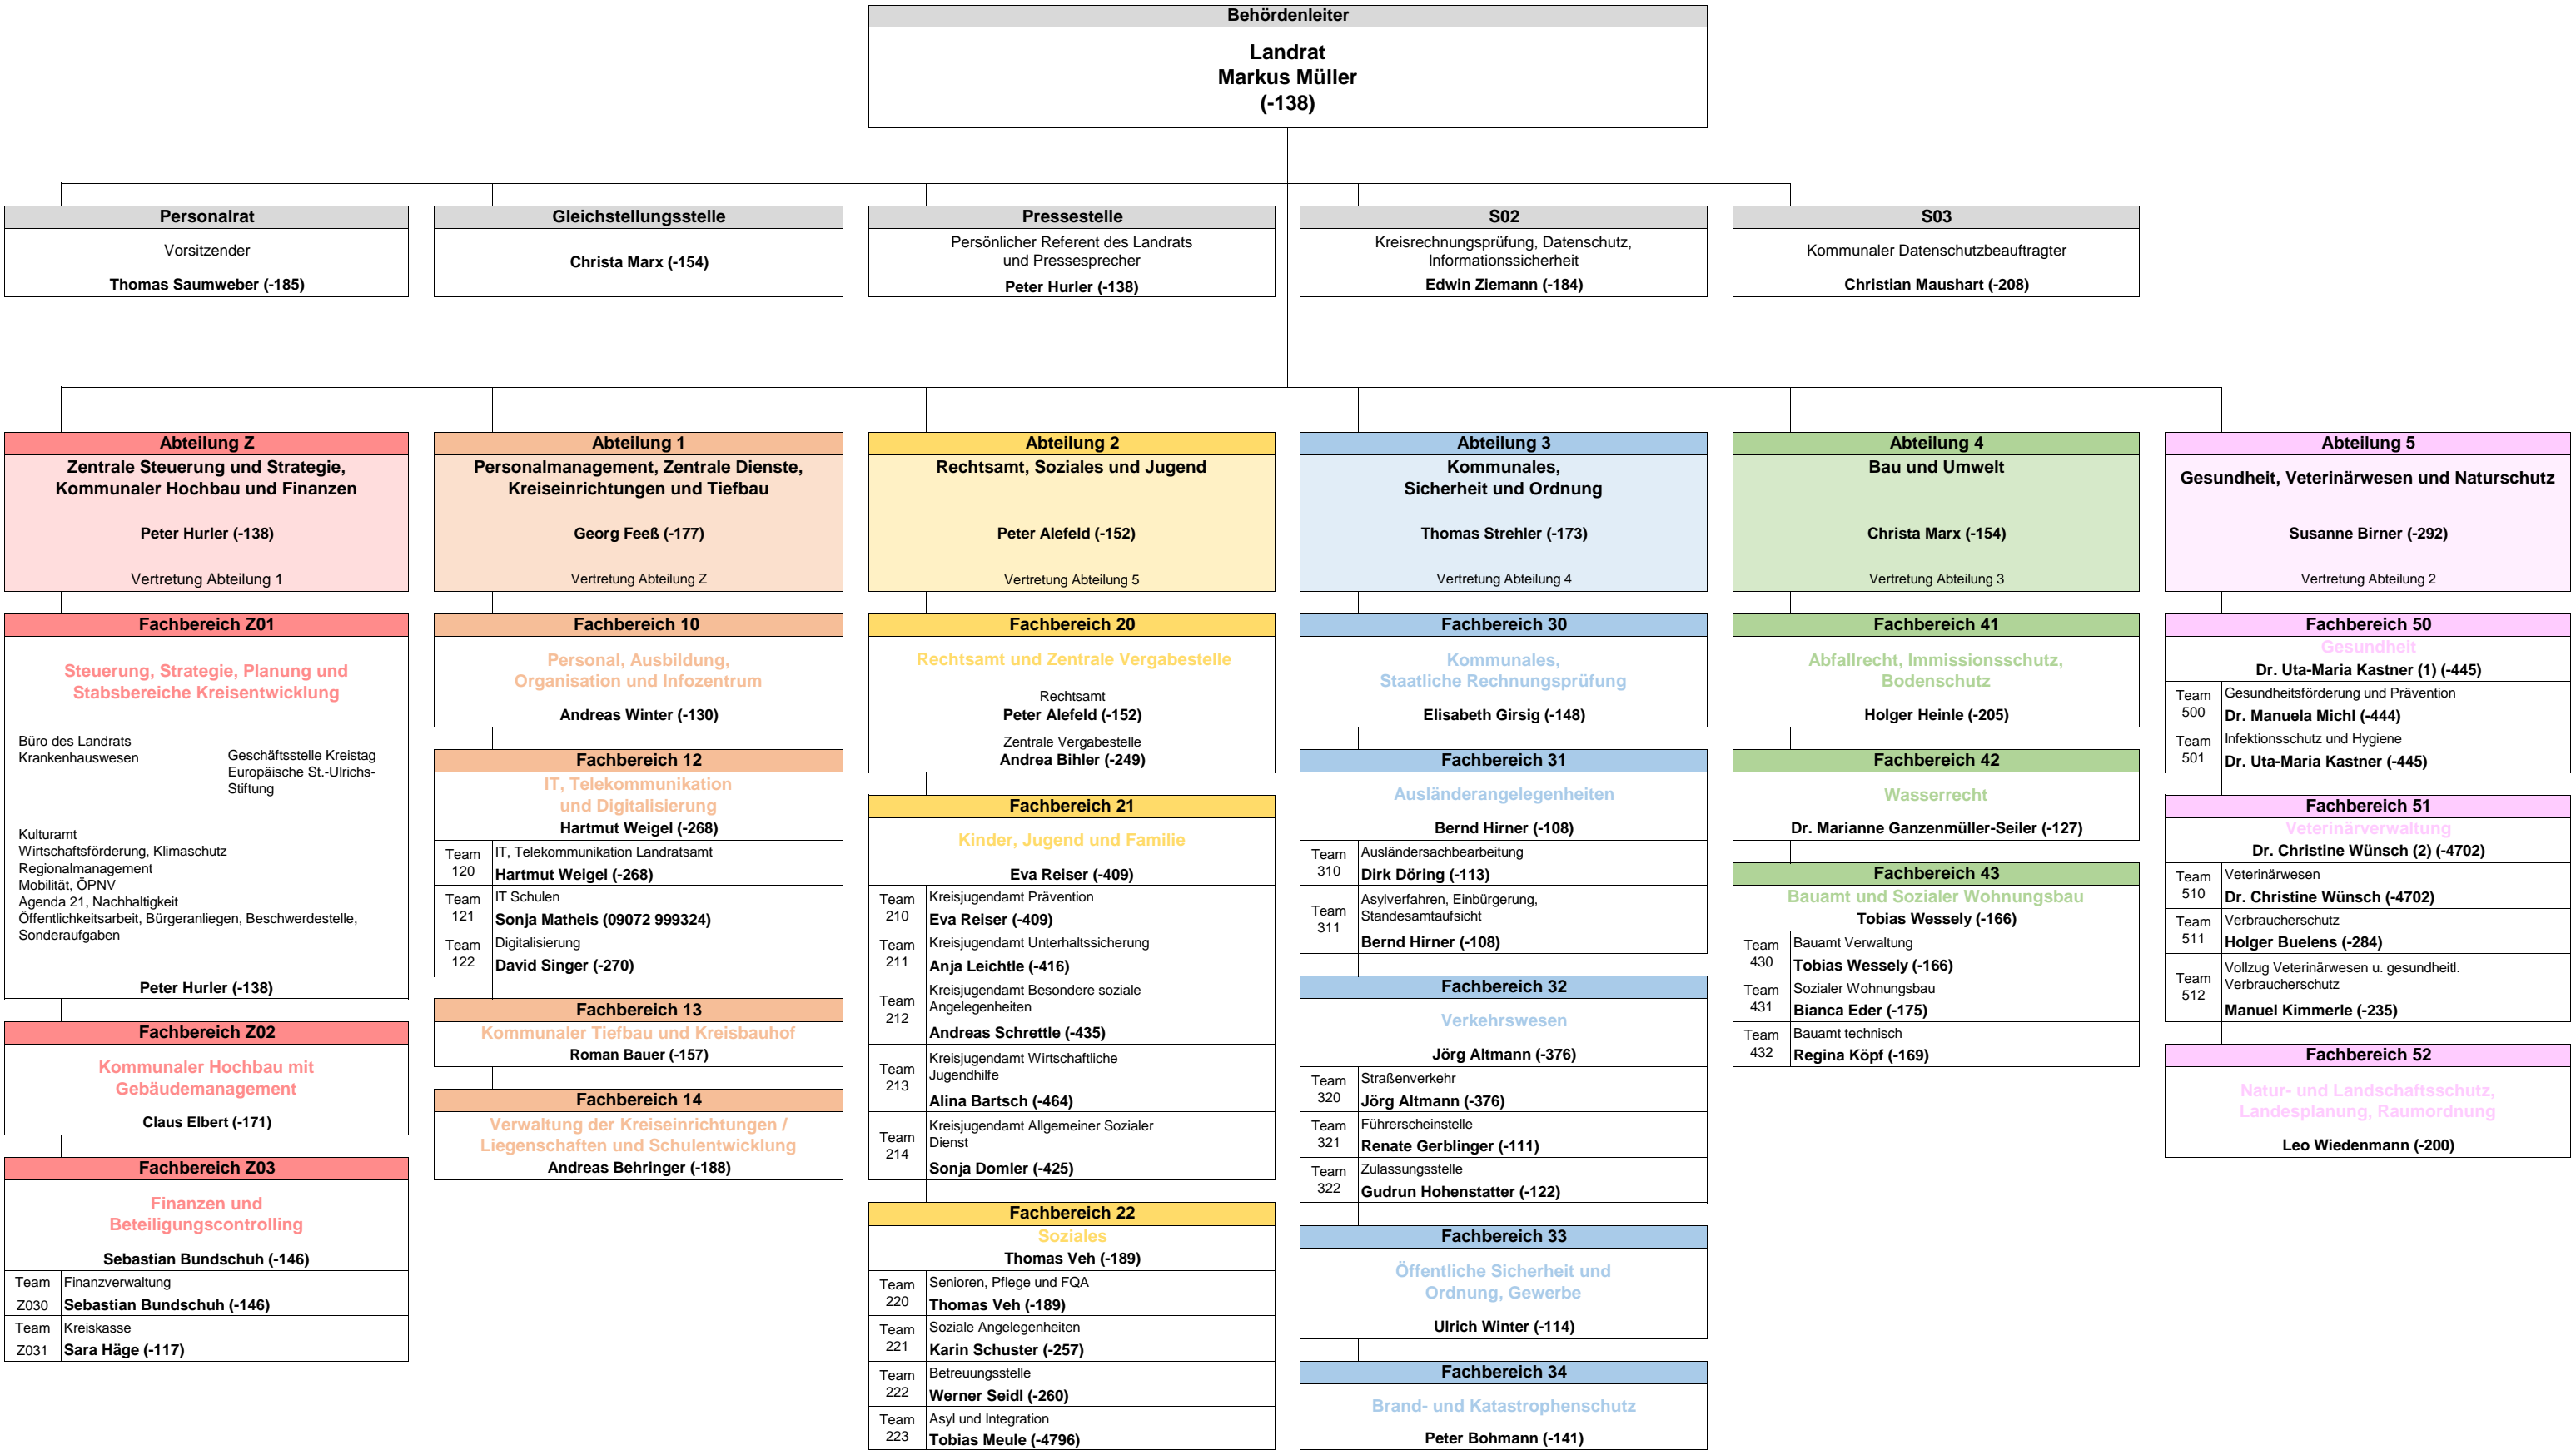 Behördenleiter
Landrat
Markus Müller
(-138)
Personalrat
Vorsitzender
Thomas Saumweber (-185)
Gleichstellungsstelle
Christa Marx (-154)
Pressestelle
Persönlicher Referent des Landrats
und Pressesprecher
Peter Hurler (-138)
S02
Kreisrechnungsprüfung, Datenschutz,
Informationssicherheit
Edwin Ziemann (-184)
S03
Kommunaler Datenschutzbeauftragter
Christian Maushart (-208)
Abteilung Z
Zentrale Steuerung und Strategie,
Kommunaler Hochbau und Finanzen
Peter Hurler (-138)
Vertretung Abteilung 1
Fachbereich Z01
Steuerung, Strategie, Planung und
Stabsbereiche Kreisentwicklung
Büro des Landrats
Krankenhauswesen
Geschäftsstelle Kreistag
Europäische St.-Ulrichs-
Stiftung
Kulturamt
Wirtschaftsförderung, Klimaschutz
Regionalmanagement
Mobilität, ÖPNV
Agenda 21, Nachhaltigkeit
Öffentlichkeitsarbeit, Bürgeranliegen, Beschwerdestelle,
Sonderaufgaben
Peter Hurler (-138)
Fachbereich Z02
Kommunaler Hochbau mit
Gebäudemanagement
Claus Elbert (-171)
Fachbereich Z03
Finanzen und
Beteiligungscontrolling
Sebastian Bundschuh (-146)
Team Z030
Finanzverwaltung
Sebastian Bundschuh (-146)
Team Z031
Kreiskasse
Sara Häge (-117)
Abteilung 1
Personalmanagement, Zentrale Dienste,
Kreiseinrichtungen und Tiefbau
Georg Feeß (-177)
Vertretung Abteilung Z
Fachbereich 10
Personal, Ausbildung,
Organisation und Infozentrum
Andreas Winter (-130)
Fachbereich 12
IT, Telekommunikation
und Digitalisierung
Hartmut Weigel (-268)
Team 120
IT, Telekommunikation Landratsamt
Hartmut Weigel (-268)
Team 121
IT Schulen
Sonja Matheis (09072 999324)
Team 122
Digitalisierung
David Singer (-270)
Fachbereich 13
Kommunaler Tiefbau und Kreisbauhof
Roman Bauer (-157)
Fachbereich 14
Verwaltung der Kreiseinrichtungen /
Liegenschaften und Schulentwicklung
Andreas Behringer (-188)
Abteilung 2
Rechtsamt, Soziales und Jugend
Peter Alefeld (-152)
Vertretung Abteilung 5
Fachbereich 20
Rechtsamt und Zentrale Vergabestelle
Rechtsamt
Peter Alefeld (-152)
Zentrale Vergabestelle
Andrea Bihler (-249)
Fachbereich 21
Kinder, Jugend und Familie
Eva Reiser (-409)
Team 210
Kreisjugendamt Prävention
Eva Reiser (-409)
Team 211
Kreisjugendamt Unterhaltssicherung
Anja Leichtle (-416)
Team 212
Kreisjugendamt Besondere soziale
Angelegenheiten
Andreas Schrettle (-435)
Team 213
Kreisjugendamt Wirtschaftliche
Jugendhilfe
Alina Bartsch (-464)
Team 214
Kreisjugendamt Allgemeiner Sozialer
Dienst
Sonja Domler (-425)
Fachbereich 22
Soziales
Thomas Veh (-189)
Team 220
Senioren, Pflege und FQA
Thomas Veh (-189)
Team 221
Soziale Angelegenheiten
Karin Schuster (-257)
Team 222
Betreuungsstelle
Werner Seidl (-260)
Team 223
Asyl und Integration
Tobias Meule (-4796)
Abteilung 3
Kommunales,
Sicherheit und Ordnung
Thomas Strehler (-173)
Vertretung Abteilung 4
Fachbereich 30
Kommunales,
Staatliche Rechnungsprüfung
Elisabeth Girsig (-148)
Fachbereich 31
Ausländerangelegenheiten
Bernd Hirner (-108)
Team 310
Ausländersachbearbeitung
Dirk Döring (-113)
Team 311
Asylverfahren, Einbürgerung,
Standesamtaufsicht
Bernd Hirner (-108)
Fachbereich 32
Verkehrswesen
Jörg Altmann (-376)
Team 320
Straßenverkehr
Jörg Altmann (-376)
Team 321
Führerscheinstelle
Renate Gerblinger (-111)
Team 322
Zulassungsstelle
Gudrun Hohenstatter (-122)
Fachbereich 33
Öffentliche Sicherheit und
Ordnung, Gewerbe
Ulrich Winter (-114)
Fachbereich 34
Brand- und Katastrophenschutz
Peter Bohmann (-141)
Abteilung 4
Bau und Umwelt
Christa Marx (-154)
Vertretung Abteilung 3
Fachbereich 41
Abfallrecht, Immissionsschutz,
Bodenschutz
Holger Heinle (-205)
Fachbereich 42
Wasserrecht
Dr. Marianne Ganzenmüller-Seiler (-127)
Fachbereich 43
Bauamt und Sozialer Wohnungsbau
Tobias Wessely (-166)
Team 430
Bauamt Verwaltung
Tobias Wessely (-166)
Team 431
Sozialer Wohnungsbau
Bianca Eder (-175)
Team 432
Bauamt technisch
Regina Köpf (-169)
Abteilung 5
Gesundheit, Veterinärwesen und Naturschutz
Susanne Birner (-292)
Vertretung Abteilung 2
Fachbereich 50
Gesundheit
Dr. Uta-Maria Kastner (1) (-445)
Team 500
Gesundheitsförderung und Prävention
Dr. Manuela Michl (-444)
Team 501
Infektionsschutz und Hygiene
Dr. Uta-Maria Kastner (-445)
Fachbereich 51
Veterinärverwaltung
Dr. Christine Wünsch (2) (-4702)
Team 510
Veterinärwesen
Dr. Christine Wünsch (-4702)
Team 511
Verbraucherschutz
Holger Buelens (-284)
Team 512
Vollzug Veterinärwesen u. gesundheitl.
Verbraucherschutz
Manuel Kimmerle (-235)
Fachbereich 52
Natur- und Landschaftsschutz,
Landesplanung, Raumordnung
Leo Wiedenmann (-200)